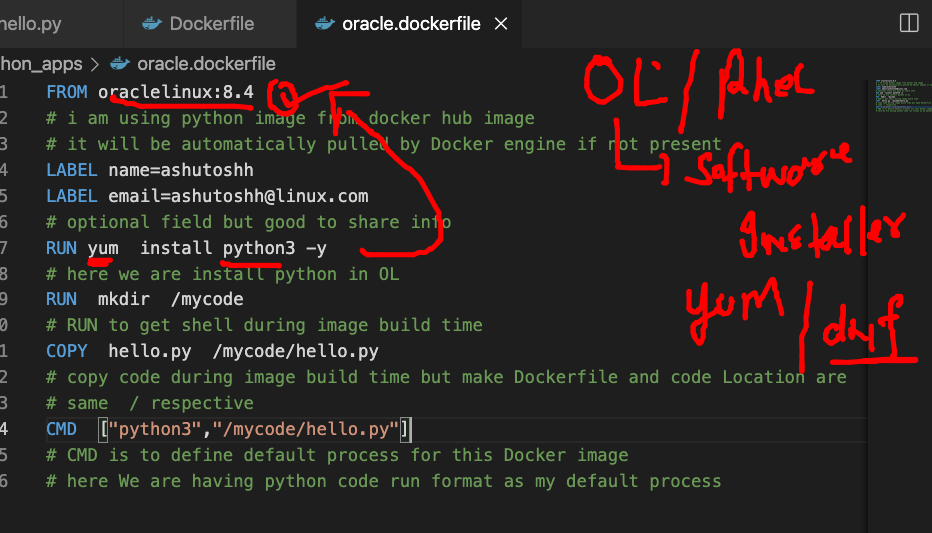 hello.py Dockerfile oracle.dockerfile
hon_apps > oracle.dockerfile
1 FROM oraclelinux:8.4
2 # i am using python image from docker hub image
3 # it will be automatically pulled by Docker engine if not present
4 LABEL name=ashutoshh
5 LABEL email=ashutoshh@linux.com
6 # optional field but good to share info
7 RUN yum  install python3 -y
8 # here we are install python in OL
9 RUN  mkdir  /mycode
0 # RUN to get shell during image build time
1 COPY  hello.py  /mycode/hello.py
2 # copy code during image build time but make Dockerfile and code Location are
3 # same  / respective
4 CMD  ["python3","/mycode/hello.py"]
5 # CMD is to define default process for this Docker image
6 # here We are having python code run format as my default process
OL / Rhel
Software
Installer
yum / dnf